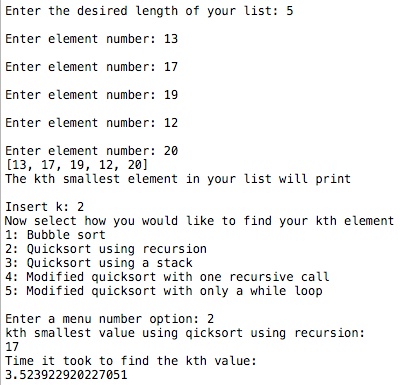 Enter the desired length of your list: 5
Enter element number: 13
Enter element number: 17
Enter element number: 19
Enter element number: 12
Enter element number: 20
[13, 17, 19, 12, 20]
The kth smallest element in your list will print
Insert k: 2
Now select how you would like to find your kth element
1: Bubble sort
2: Quicksort using recursion
3: Quicksort using a stack
4: Modified quicksort with one recursive call
5: Modified quicksort with only a while loop
Enter a menu number option: 2
kth smallest value using qicksort using recursion:
17
Time it took to find the kth value:
3.523922920227051